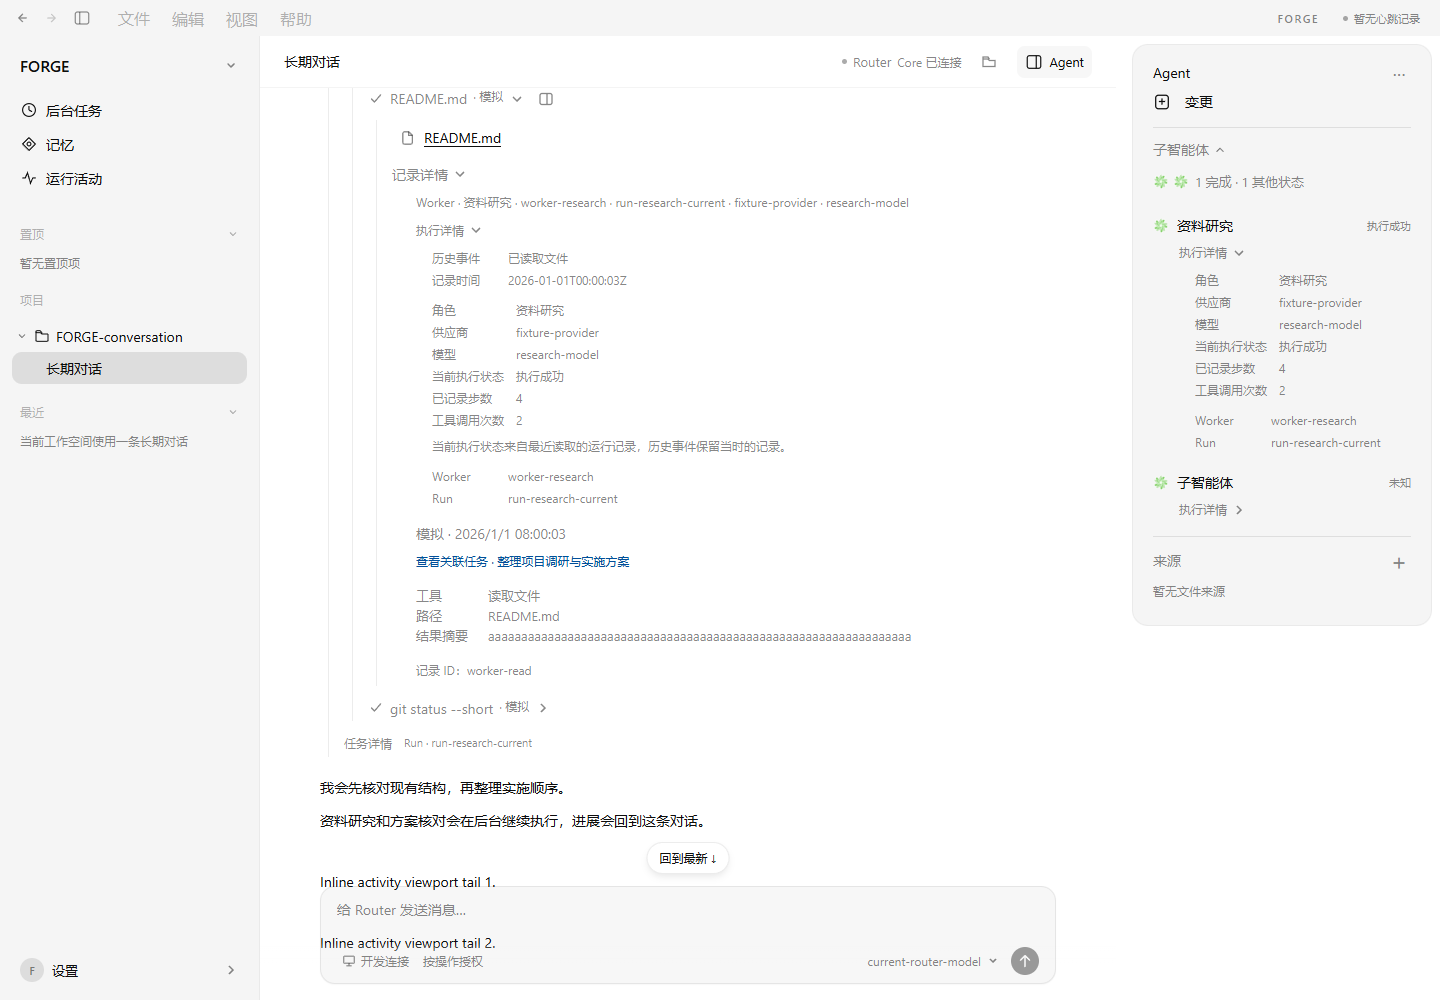 文件 编辑 视图 帮助
FORGE 暂无心跳记录
FORGE
后台任务
记忆
运行活动
置顶
暂无置顶项
项目
FORGE-conversation
长期对话
最近
当前工作空间使用一条长期对话
F 设置
长期对话
Router Core 已连接
Agent
README.md · 模拟
README.md
记录详情
Worker · 资料研究 · worker-research · run-research-current · fixture-provider · research-model
执行详情
历史事件 已读取文件
记录时间 2026-01-01T00:00:03Z
角色 资料研究
供应商 fixture-provider
模型 research-model
当前执行状态 执行成功
已记录步数 4
工具调用次数 2
当前执行状态来自最近读取的运行记录，历史事件保留当时的记录。
Worker worker-research
Run run-research-current
模拟 · 2026/1/1 08:00:03
查看关联任务 · 整理项目调研与实施方案
工具 读取文件
路径 README.md
结果摘要 aaaaaaaaaaaaaaaaaaaaaaaaaaaaaaaaaaaaaaaaaaaaaaaaaaaaaaaaaaaaaaaa
记录 ID：worker-read
git status --short · 模拟
任务详情 Run · run-research-current
我会先核对现有结构，再整理实施顺序。
资料研究和方案核对会在后台继续执行，进展会回到这条对话。
回到最新 ↓
Inline activity viewport tail 1.
给 Router 发送消息...
Inline activity viewport tail 2.
开发连接 按操作授权
current-router-model
Agent
变更
子智能体
1 完成 · 1 其他状态
资料研究 执行成功
执行详情
角色 资料研究
供应商 fixture-provider
模型 research-model
当前执行状态 执行成功
已记录步数 4
工具调用次数 2
Worker worker-research
Run run-research-current
子智能体 未知
执行详情
来源
暂无文件来源